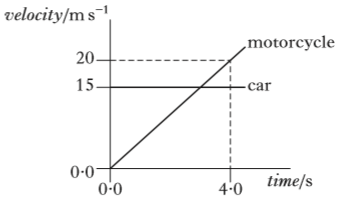 velocity/m s⁻¹
motorcycle
20
15
car
0·0
time/s
0·0
4·0